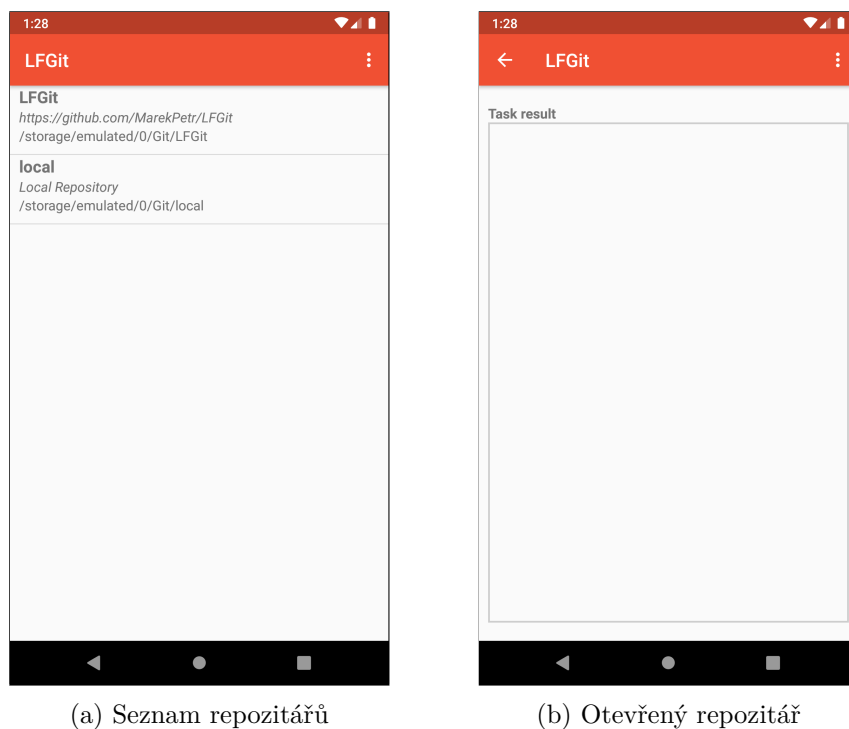 1:28
LFGit
LFGit
https://github.com/MarekPetr/LFGit
/storage/emulated/0/Git/LFGit
local
Local Repository
/storage/emulated/0/Git/local
(a) Seznam repozitářů
1:28
LFGit
Task result
(b) Otevřený repozitář